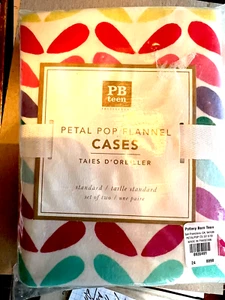 PB
teen
PETAL POP FLANNEL
CASES
TAIES D'OREILLER
standard / taille standard
set of two / une paire
Pottery Barn Teen